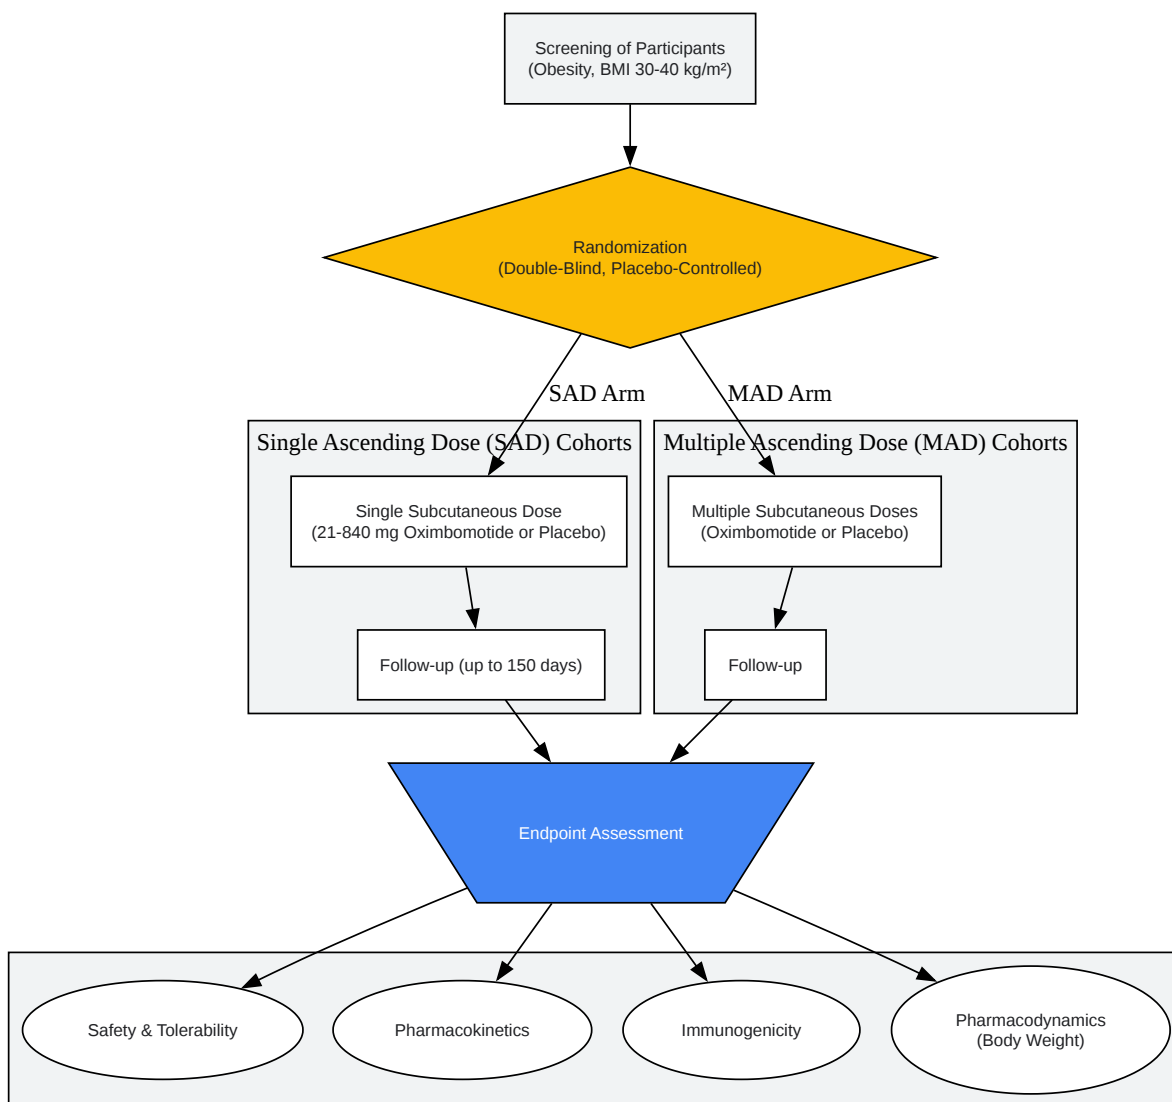 Screening of Participants
(Obesity, BMI 30-40 kg/m²)
Randomization
(Double-Blind, Placebo-Controlled)
SAD Arm
MAD Arm
Single Ascending Dose (SAD) Cohorts
Multiple Ascending Dose (MAD) Cohorts
Single Subcutaneous Dose
(21-840 mg Oximbomotide or Placebo)
Multiple Subcutaneous Doses
(Oximbomotide or Placebo)
Follow-up (up to 150 days)
Follow-up
Endpoint Assessment
Safety & Tolerability
Pharmacokinetics
Immunogenicity
Pharmacodynamics
(Body Weight)